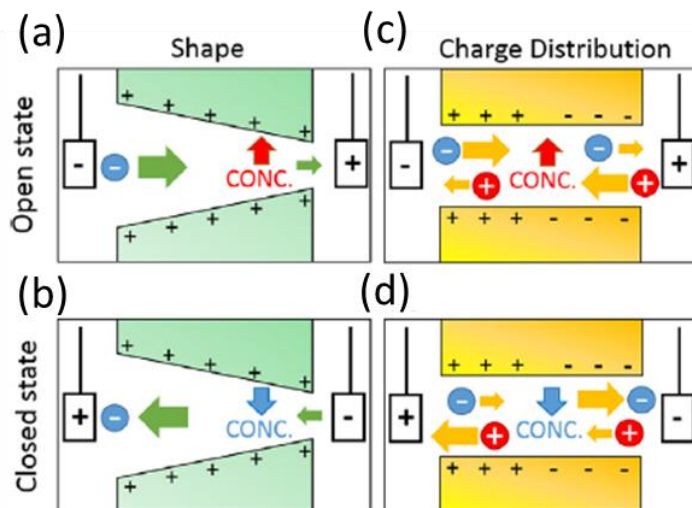 (a)
Shape
(c)
Charge Distribution
Open state
+ + + + +
- - + CONC.
+ + + + +
+ + + - - -
- - - +
+ CONC. +
+ + + - - -
(b)
(d)
Closed state
+ + + + +
+ - CONC. -
+ + + + +
+ + + - - -
+ - - -
+ CONC. +
+ + + - - -